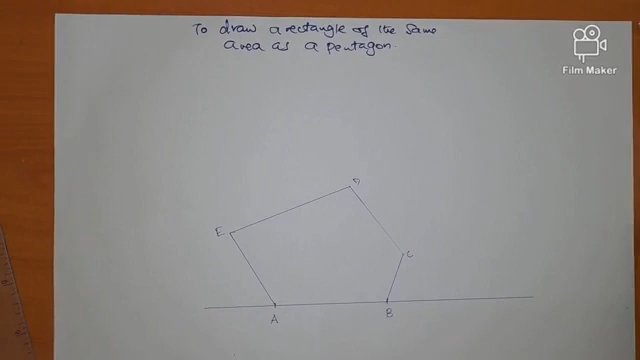 To draw a rectangle of the same
area as a pentagon.
Film Maker
D
E
C
A
B